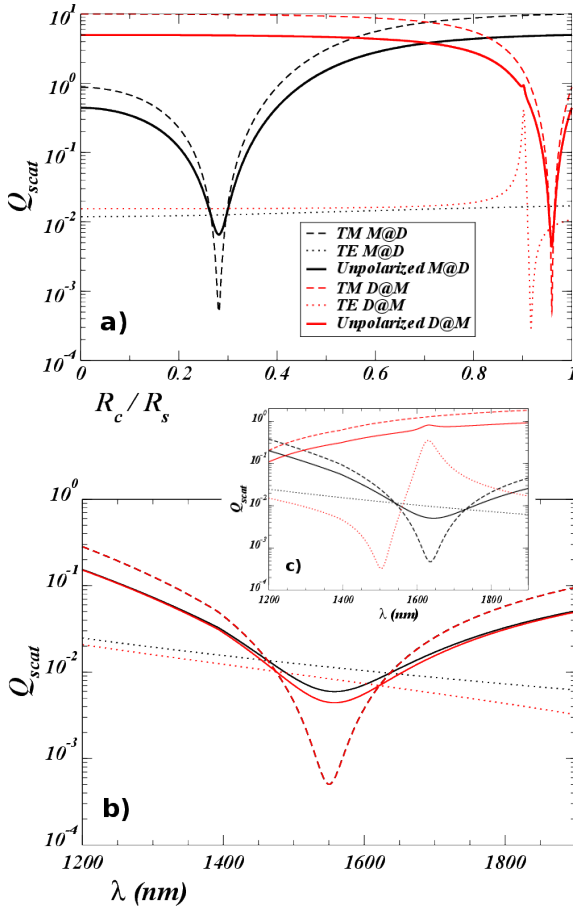 10^1
10^0
10^-1
10^-2
10^-3
10^-4
Q_scat
a)
TM M@D
TE M@D
Unpolarized M@D
TM D@M
TE D@M
Unpolarized D@M
0 0.2 0.4 0.6 0.8 1
R_c / R_s
10^0
10^-1
10^-2
10^-3
10^-4
Q_scat
c)
1200 1400 1600 1800
λ (nm)
10^0
10^-1
10^-2
10^-3
10^-4
Q_scat
b)
1200 1400 1600 1800
λ (nm)